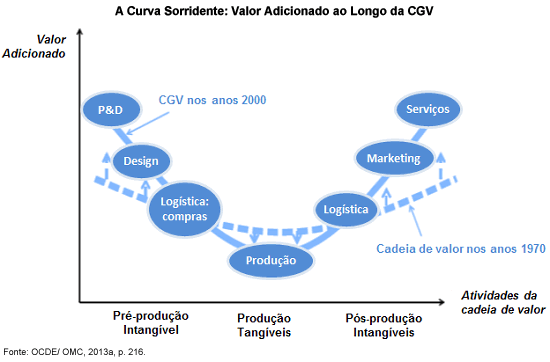 A Curva Sorridente: Valor Adicionado ao Longo da CGV
Valor
Adicionado
CGV nos anos 2000
P&D
Serviços
Design
Marketing
Logística:
compras
Logística
Cadeia de valor nos anos 1970
Produção
Pré-produção
Intangível
Produção
Tangíveis
Pós-produção
Intangíveis
Atividades da
cadeia de valor
Fonte: OCDE/ OMC, 2013a, p. 216.